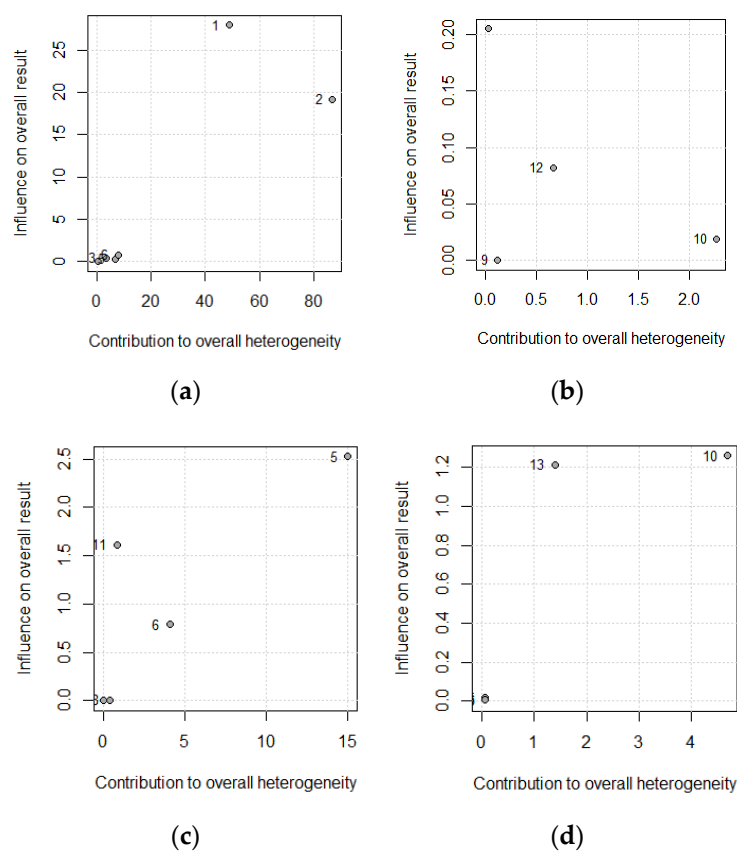 Influence on overall result
0 5 10 15 20 25
1
2
3
6
0 20 40 60 80
Contribution to overall heterogeneity
(a)
Influence on overall result
0.00 0.05 0.10 0.15 0.20
12
10
9
0.0 0.5 1.0 1.5 2.0
Contribution to overall heterogeneity
(b)
Influence on overall result
0.0 0.5 1.0 1.5 2.0 2.5
5
11
6
0 5 10 15
Contribution to overall heterogeneity
(c)
Influence on overall result
0.0 0.2 0.4 0.6 0.8 1.0 1.2
13
10
0 1 2 3 4
Contribution to overall heterogeneity
(d)